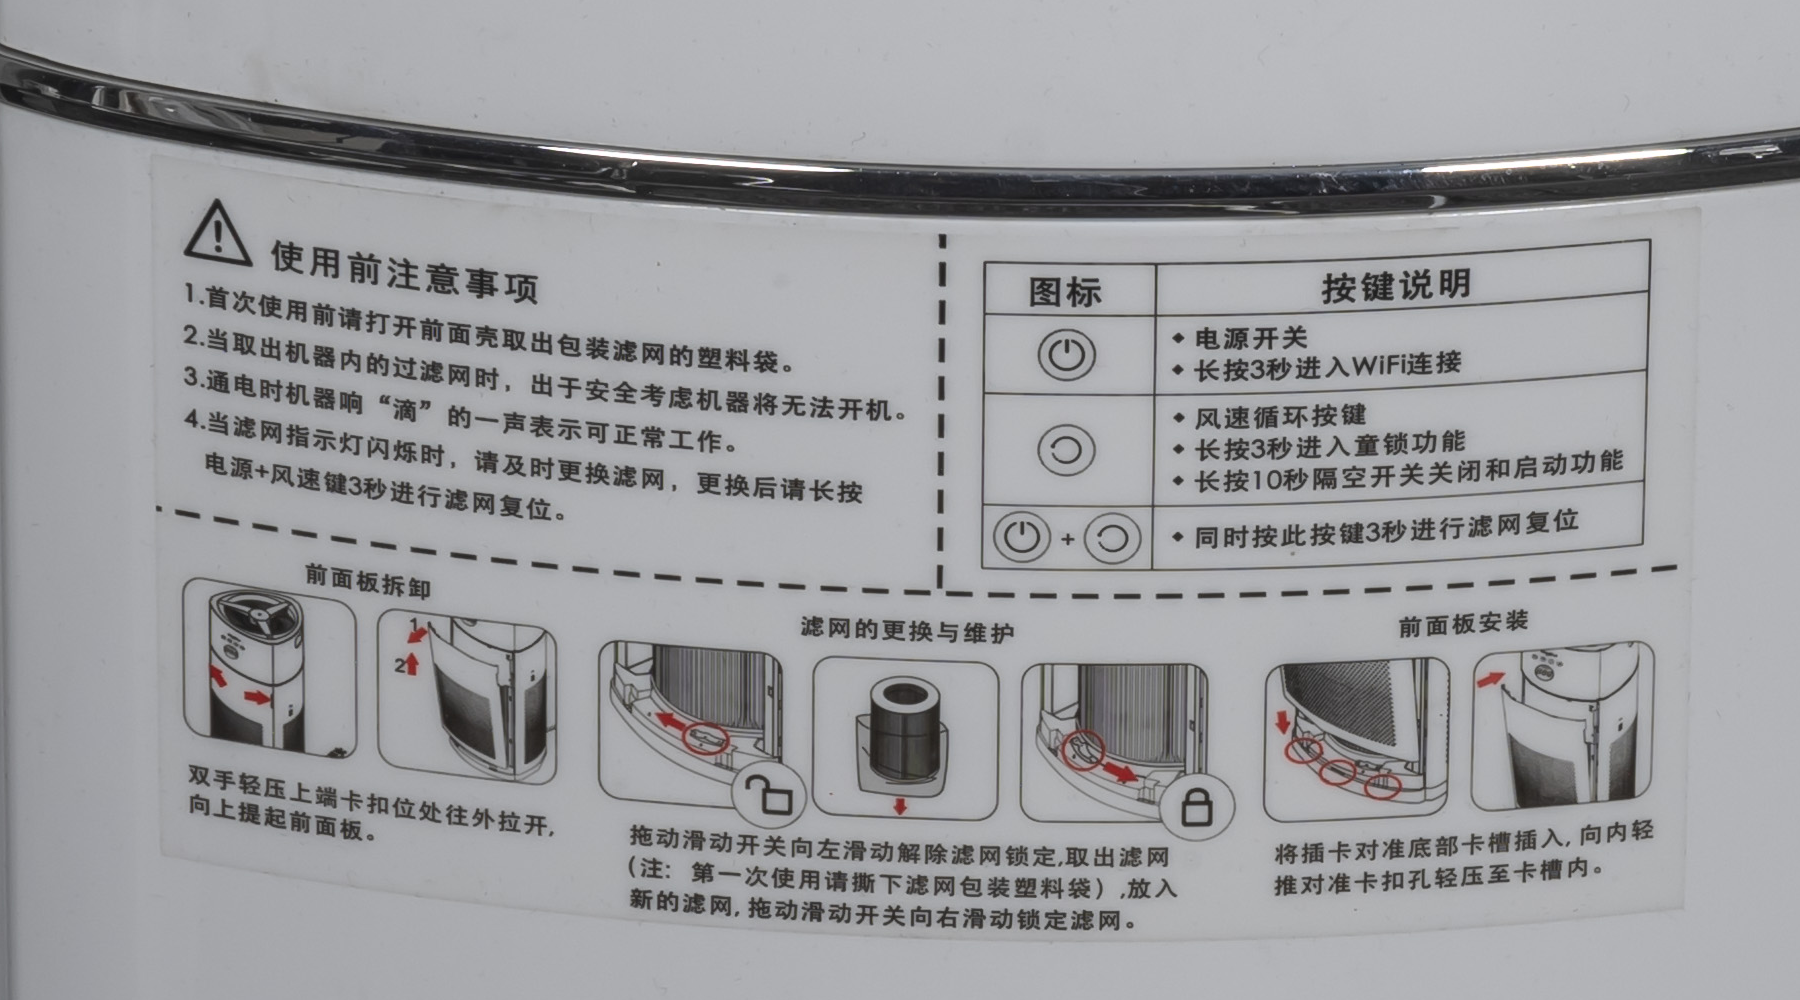 使用前注意事项
1.首次使用前请打开前面壳取出包装滤网的塑料袋。
2.当取出机器内的过滤网时，出于安全考虑机器将无法开机。
3.通电时机器响“滴”的一声表示可正常工作。
4.当滤网指示灯闪烁时，请及时更换滤网，更换后请长按
电源+风速键3秒进行滤网复位。
图标 按键说明
电源开关
长按3秒进入WiFi连接
风速循环按键
长按3秒进入童锁功能
长按10秒隔空开关关闭和启动功能
+
同时按此按键3秒进行滤网复位
前面板拆卸
1
2
双手轻压上端卡扣位处往外拉开,
向上提起前面板。
滤网的更换与维护
拖动滑动开关向左滑动解除滤网锁定,取出滤网
(注：第一次使用请撕下滤网包装塑料袋）,放入
新的滤网,拖动滑动开关向右滑动锁定滤网。
前面板安装
将插卡对准底部卡槽插入,向内轻
推对准卡扣孔轻压至卡槽内。